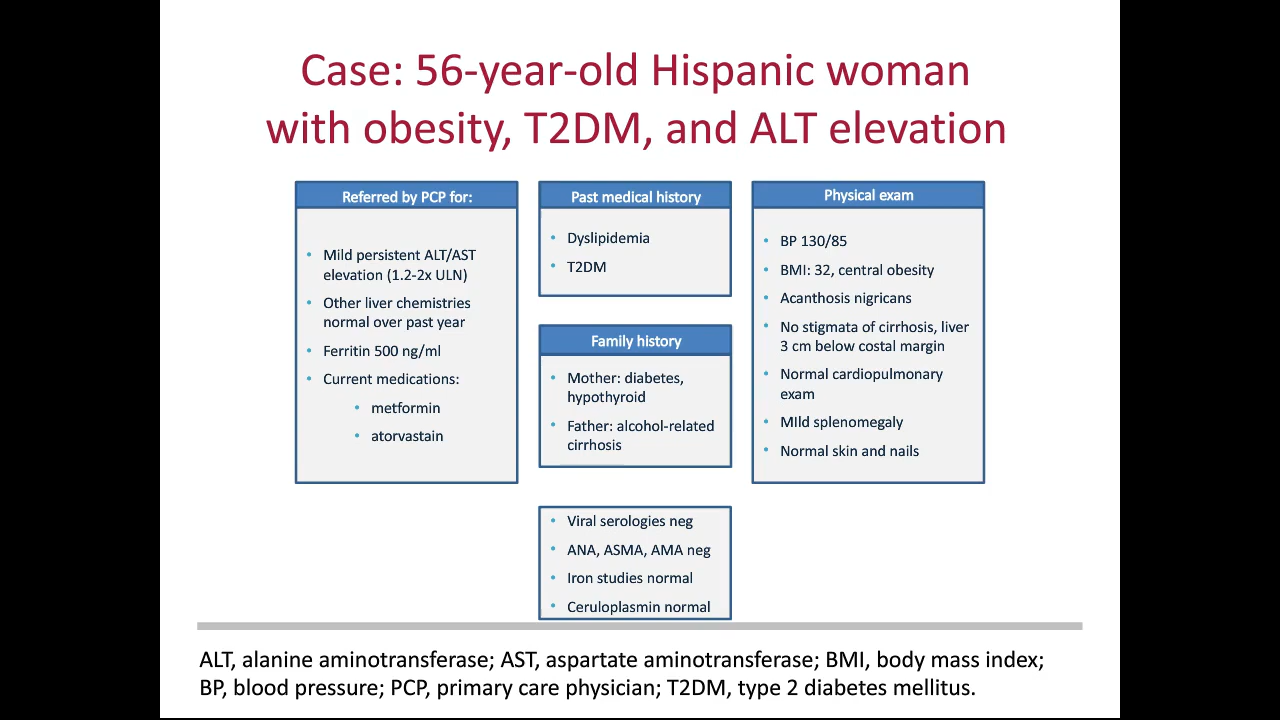 Case: 56-year-old Hispanic woman
with obesity, T2DM, and ALT elevation
Referred by PCP for:
Mild persistent ALT/AST
elevation (1.2-2x ULN)
Other liver chemistries
normal over past year
Ferritin 500 ng/ml
Current medications:
metformin
atorvastain
Past medical history
Dyslipidemia
T2DM
Family history
Mother: diabetes,
hypothyroid
Father: alcohol-related
cirrhosis
Viral serologies neg
ANA, ASMA, AMA neg
Iron studies normal
Ceruloplasmin normal
Physical exam
BP 130/85
BMI: 32, central obesity
Acanthosis nigricans
No stigmata of cirrhosis, liver
3 cm below costal margin
Normal cardiopulmonary
exam
MIld splenomegaly
Normal skin and nails
ALT, alanine aminotransferase; AST, aspartate aminotransferase; BMI, body mass index;
BP, blood pressure; PCP, primary care physician; T2DM, type 2 diabetes mellitus.